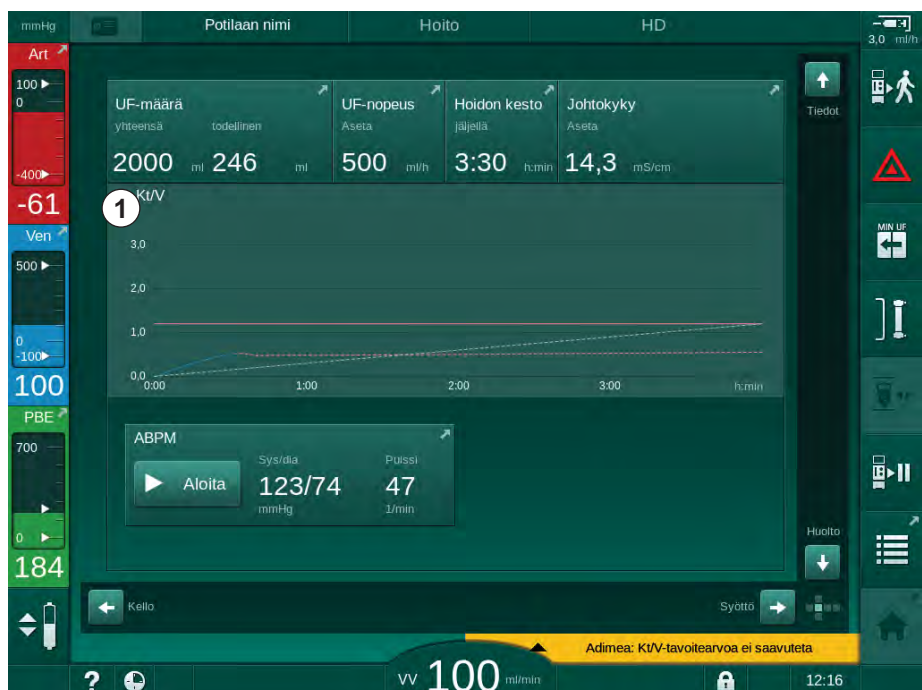 mmHg
Potilaan nimi
Hoito
HD
3,0 ml/h
Art
100
0
-400
-61
Ven
500
0
-100
100
PBE
700
0
184
UF-määrä
yhteensä todellinen
2000 ml 246 ml
UF-nopeus
Aseta
500 ml/h
Hoidon kesto
jäljellä
3:30 h:min
Johtokyky
Aseta
14,3 mS/cm
Tiedot
1
Kt/V
3,0
2,0
1,0
0,0
0:00 1:00 2:00 3:00 h:min
ABPM
Aloita
Sys/dia
123/74
mmHg
Pulssi
47
1/min
MIN UF
Huolto
Kello
Syöttö
Adimea: Kt/V-tavoitearvoa ei saavuteta
?
VV 100 ml/min
12:16